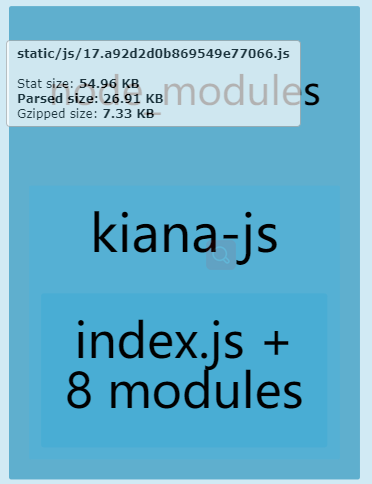 static/js/17.a92d2d0b869549e77066.js
Stat size: 54.96 KB
Parsed size: 26.91 KB
Gzipped size: 7.33 KB
node_modules
kiana-js
index.js +
8 modules